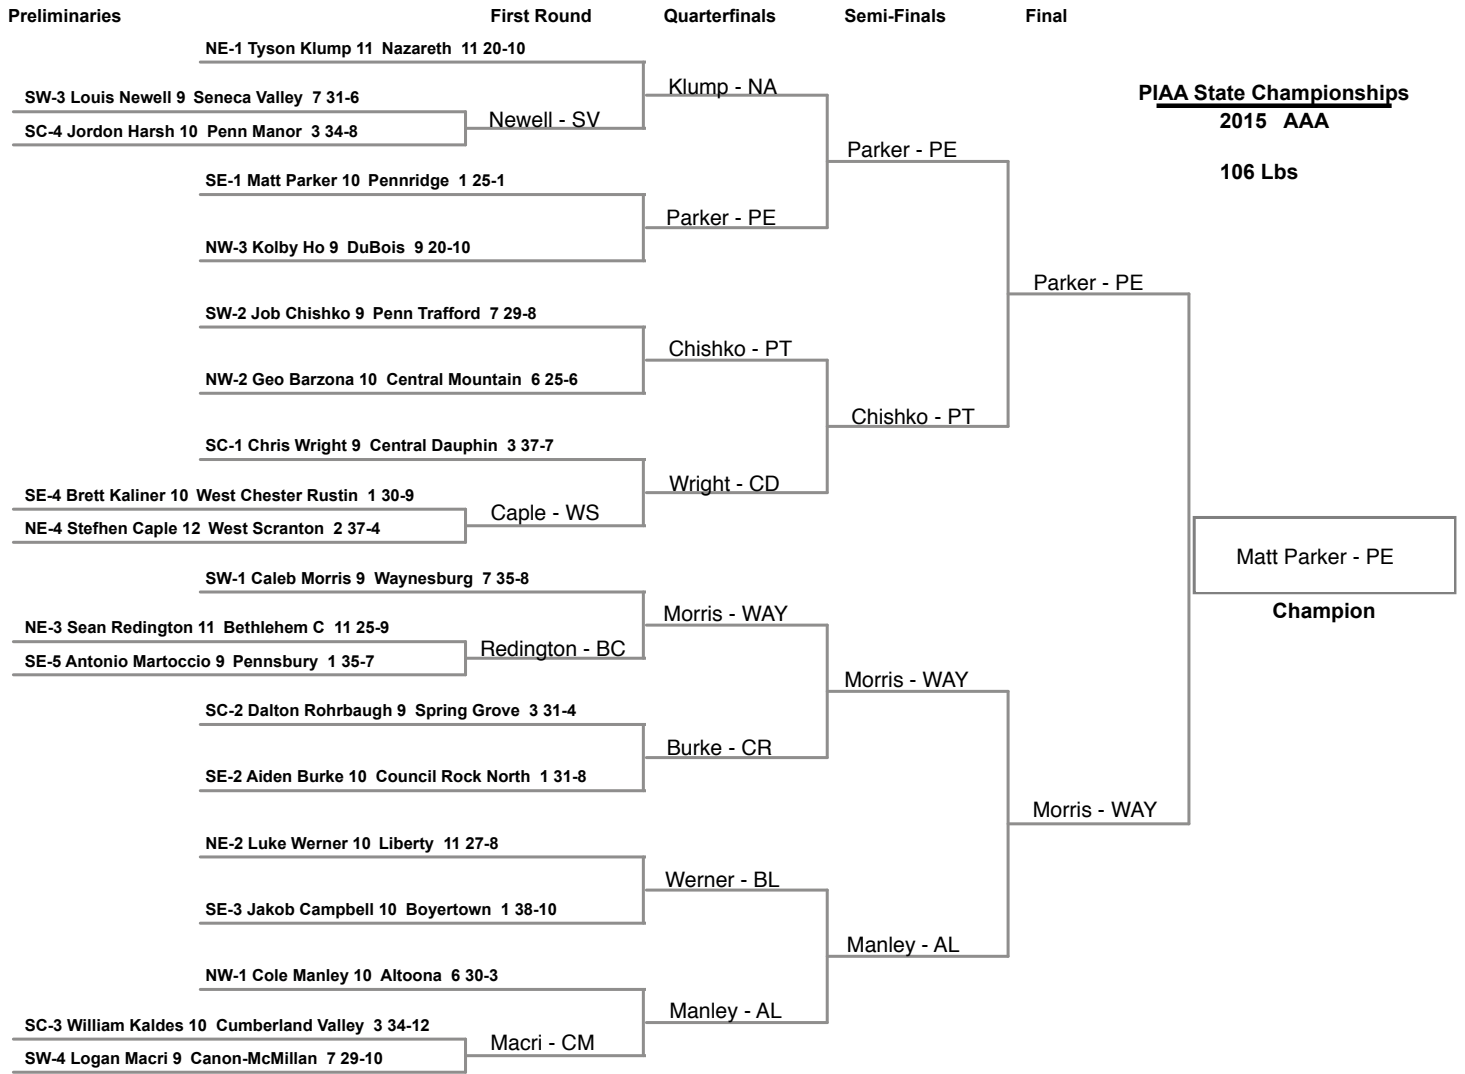 Preliminaries First Round Quarterfinals Semi-Finals Final
NE-1 Tyson Klump 11 Nazareth 11 20-10
Klump - NA
PIAA State Championships
SW-3 Louis Newell 9 Seneca Valley 7 31-6
Newell - SV
2015 AAA
SC-4 Jordon Harsh 10 Penn Manor 3 34-8
Parker - PE
106 Lbs
SE-1 Matt Parker 10 Pennridge 1 25-1
Parker - PE
NW-3 Kolby Ho 9 DuBois 9 20-10
Parker - PE
SW-2 Job Chishko 9 Penn Trafford 7 29-8
Chishko - PT
NW-2 Geo Barzona 10 Central Mountain 6 25-6
Chishko - PT
SC-1 Chris Wright 9 Central Dauphin 3 37-7
Wright - CD
SE-4 Brett Kaliner 10 West Chester Rustin 1 30-9
Caple - WS
NE-4 Stefhen Caple 12 West Scranton 2 37-4
Matt Parker - PE
SW-1 Caleb Morris 9 Waynesburg 7 35-8
Morris - WAY
Champion
NE-3 Sean Redington 11 Bethlehem C 11 25-9
Redington - BC
SE-5 Antonio Martoccio 9 Pennsbury 1 35-7
Morris - WAY
SC-2 Dalton Rohrbaugh 9 Spring Grove 3 31-4
Burke - CR
SE-2 Aiden Burke 10 Council Rock North 1 31-8
Morris - WAY
NE-2 Luke Werner 10 Liberty 11 27-8
Werner - BL
SE-3 Jakob Campbell 10 Boyertown 1 38-10
Manley - AL
NW-1 Cole Manley 10 Altoona 6 30-3
Manley - AL
SC-3 William Kaldes 10 Cumberland Valley 3 34-12
Macri - CM
SW-4 Logan Macri 9 Canon-McMillan 7 29-10